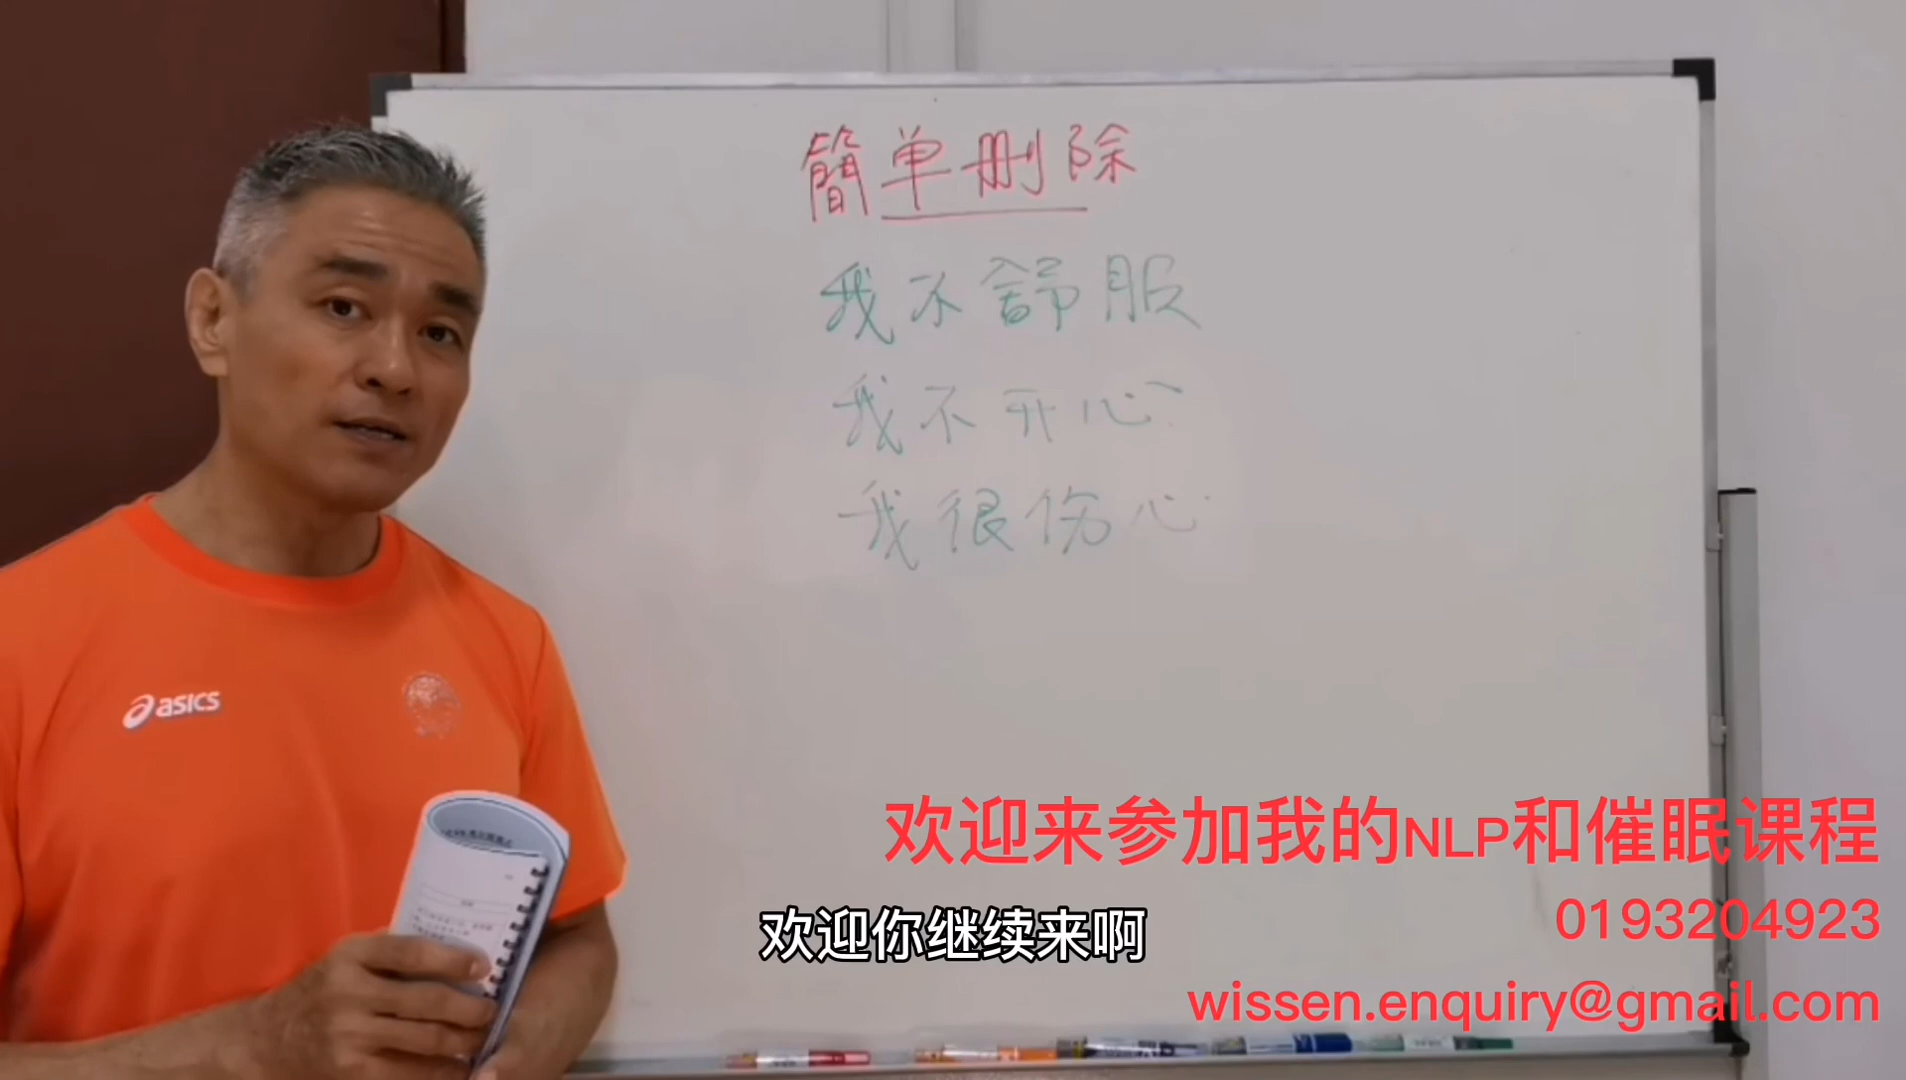 簡单删除
我不舒服
我不开心
我很伤心
asics
欢迎来参加我的NLP和催眠课程
0193204923
欢迎你继续来啊
wissen.enquiry@gmail.com